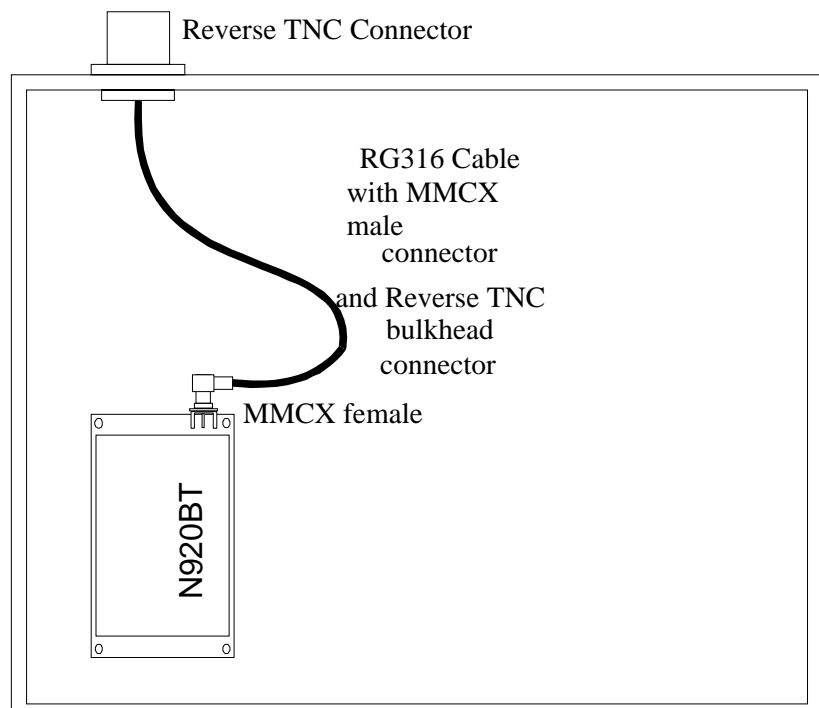 Reverse TNC Connector
RG316 Cable
with MMCX
male
connector
and Reverse TNC
bulkhead
connector
MMCX female
N920BT